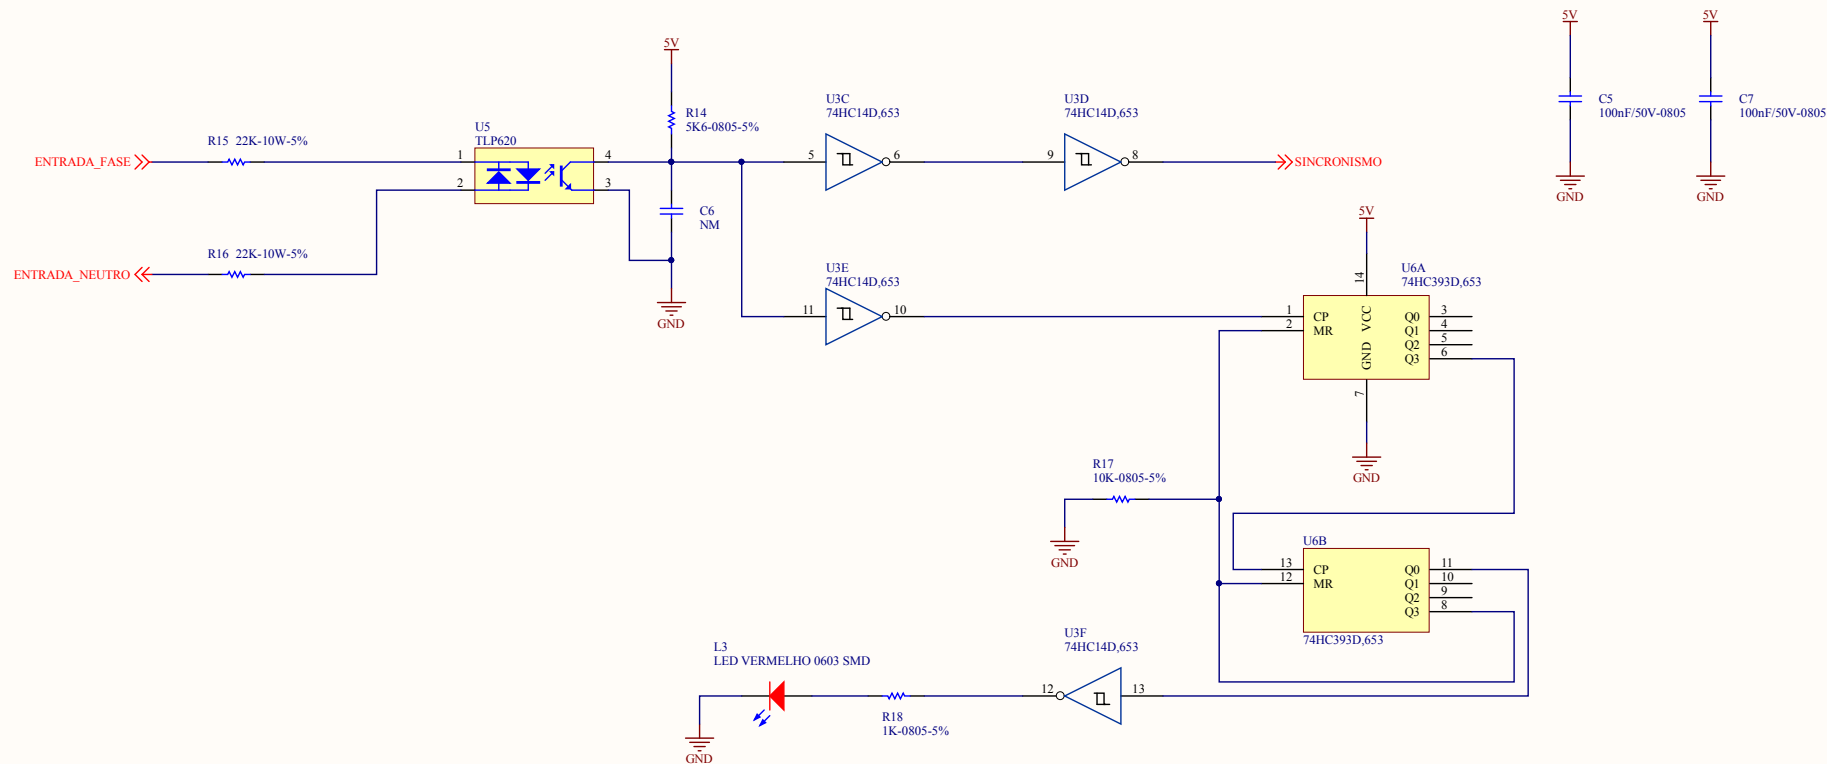 5V
5V
5V
R14
5K6-0805-5%
U3C
74HC14D,653
U3D
74HC14D,653
C5
100nF/50V-0805
C7
100nF/50V-0805
R15 22K-10W-5%
U5
TLP620
ENTRADA_FASE
1
4
5
6
9
8
SINCRONISMO
2
3
C6
NM
GND
GND
5V
R16 22K-10W-5%
ENTRADA_NEUTRO
GND
U3E
74HC14D,653
11
10
U6A
74HC393D,653
14
1
CP
VCC
Q0
3
2
MR
Q1
4
Q2
5
GND
Q3
6
7
GND
R17
10K-0805-5%
GND
U6B
13
CP
Q0
11
12
MR
Q1
10
Q2
9
Q3
8
74HC393D,653
U3F
74HC14D,653
L3
LED VERMELHO 0603 SMD
12
13
R18
1K-0805-5%
GND